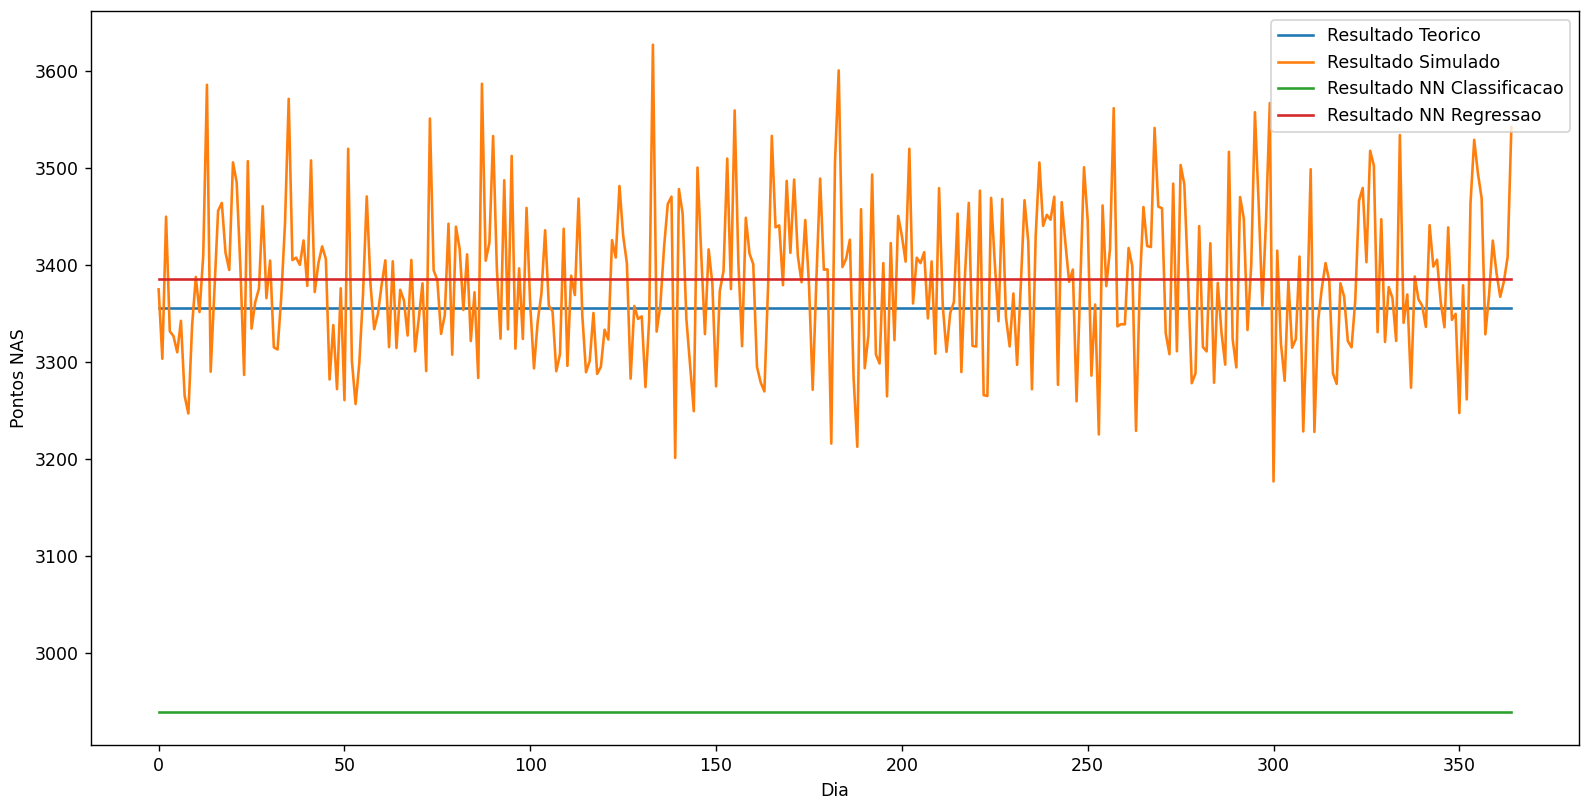 Resultado Teorico
Resultado Simulado
Resultado NN Classificacao
Resultado NN Regressao
3600
3500
3400
3300
3200
3100
3000
Pontos NAS
0 50 100 150 200 250 300 350
Dia